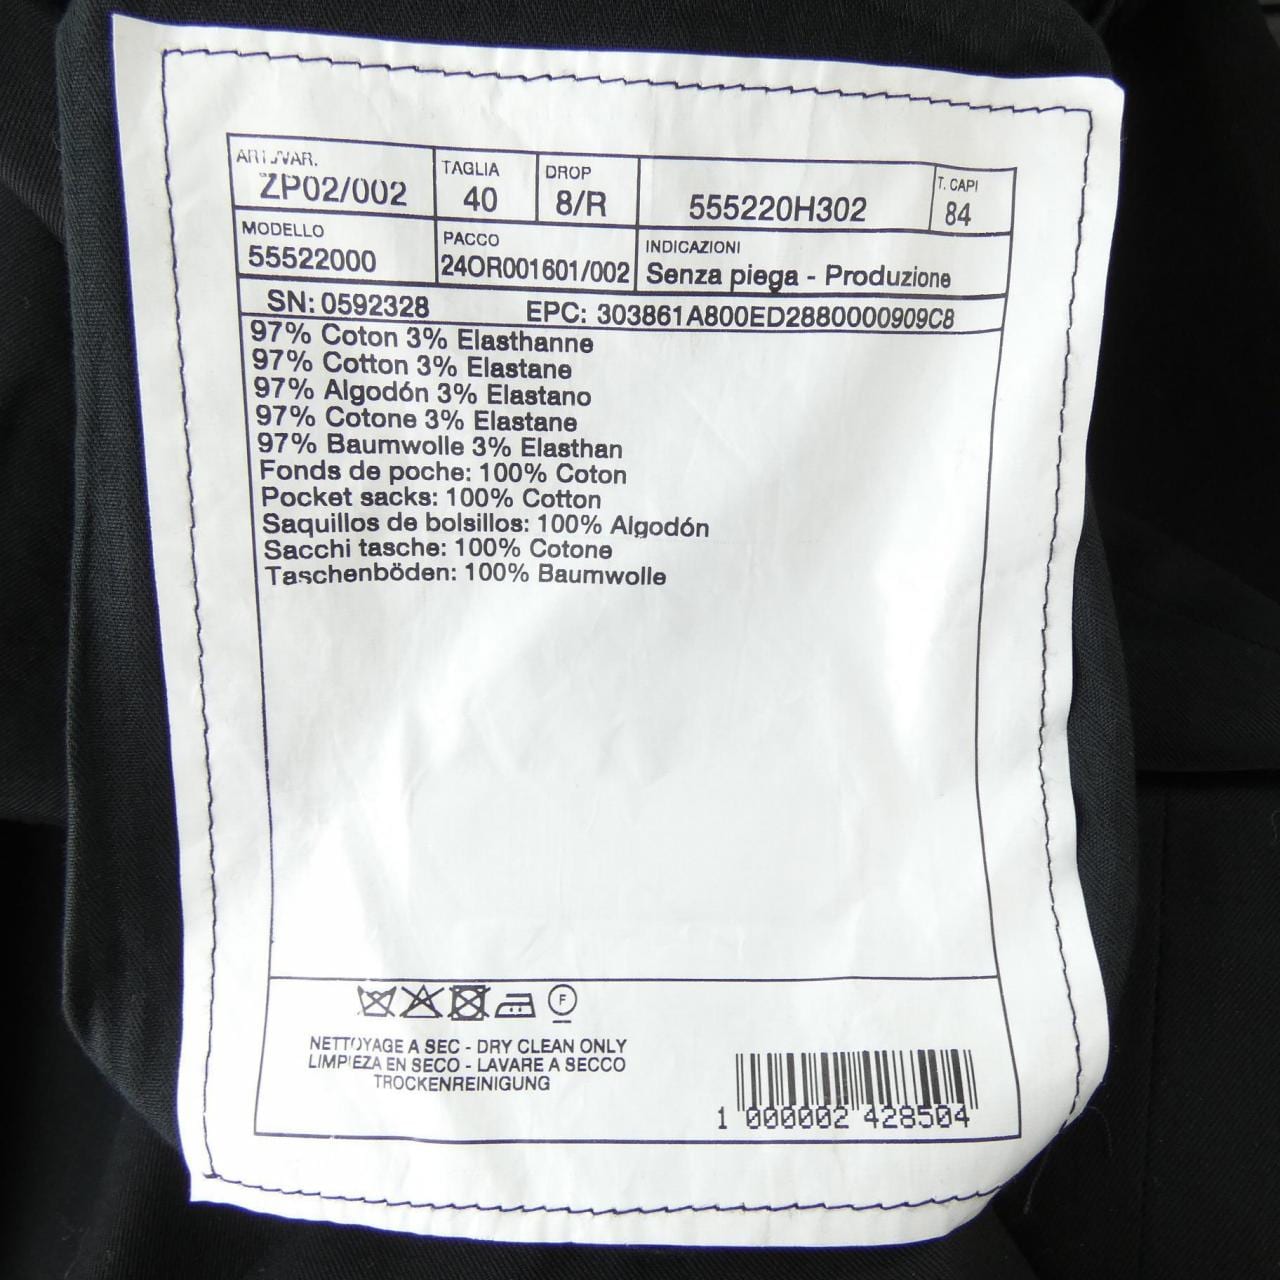 ART./VAR. TAGLIA DROP T. CAPI
ZP02/002 40 8/R 555220H302 84
MODELLO PACCO INDICAZIONI
55522000 24OR001601/002 Senza piega - Produzione
SN: 0592328 EPC: 303861A800ED2880000909C8
97% Coton 3% Elasthanne
97% Cotton 3% Elastane
97% Algodón 3% Elastano
97% Cotone 3% Elastane
97% Baumwolle 3% Elasthan
Fonds de poche: 100% Coton
Pocket sacks: 100% Cotton
Saquillos de bolsillos: 100% Algodón
Sacchi tasche: 100% Cotone
Taschenböden: 100% Baumwolle
F
NETTOYAGE A SEC - DRY CLEAN ONLY
LIMPIEZA EN SECO - LAVARE A SECCO
TROCKENREINIGUNG
1 000002 428504